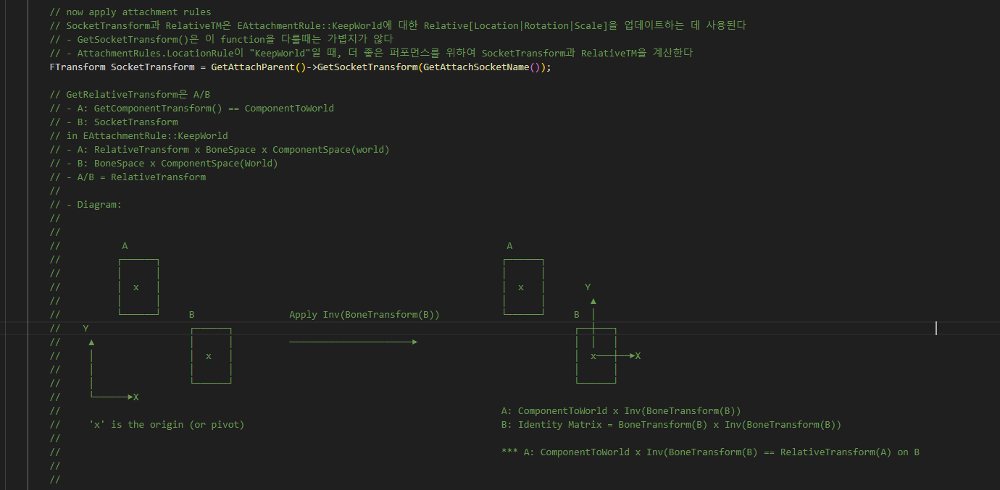 // now apply attachment rules
// SocketTransform과 RelativeTM은 EAttachmentRule::KeepWorld에 대한 Relative[Location|Rotation|Scale]을 업데이트하는 데 사용된다
// - GetSocketTransform()은 이 function을 다룰때는 가볍지가 않다
// - AttachmentRules.LocationRule이 "KeepWorld"일 때, 더 좋은 퍼포먼스를 위하여 SocketTransform과 RelativeTM을 계산한다
FTransform SocketTransform = GetAttachParent()->GetSocketTransform(GetAttachSocketName());
// GetRelativeTransform은 A/B
// - A: GetComponentTransform() == ComponentToWorld
// - B: SocketTransform
// in EAttachmentRule::KeepWorld
// - A: RelativeTransform x BoneSpace x ComponentSpace(world)
// - B: BoneSpace x ComponentSpace(World)
// - A/B = RelativeTransform
//
// - Diagram:
//
//
// A A
//
//
// x x Y
//
// B Apply Inv(BoneTransform(B)) B
// Y
//
// x x X
//
//
// X
// A: ComponentToWorld x Inv(BoneTransform(B))
// 'x' is the origin (or pivot) B: Identity Matrix = BoneTransform(B) x Inv(BoneTransform(B))
//
// *** A: ComponentToWorld x Inv(BoneTransform(B) == RelativeTransform(A) on B
//
//